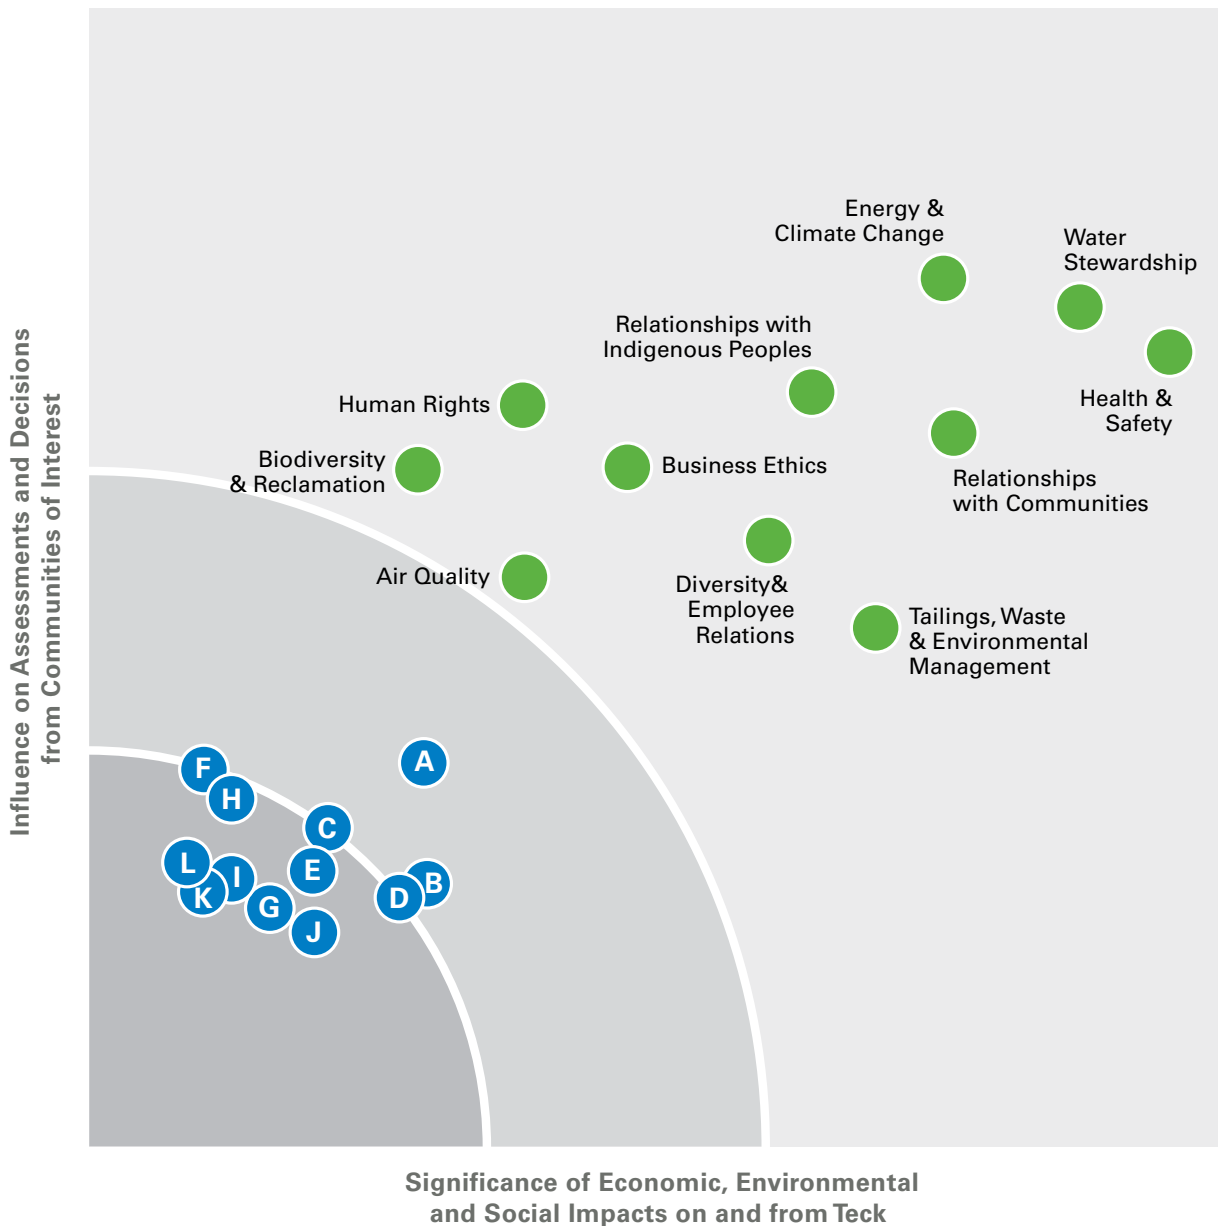 Energy &
Climate Change
Water
Stewardship
Relationships with
Indigenous Peoples
Health &
Safety
Human Rights
Biodiversity
& Reclamation
Business Ethics
Relationships
with Communities
Air Quality
Diversity&
Employee
Relations
Tailings, Waste
& Environmental
Management
F
A
H
C
L
I
E
K
G
D
B
J
Influence on Assessments and Decisions
from Communities of Interest
Significance of Economic, Environmental
and Social Impacts on and from Teck